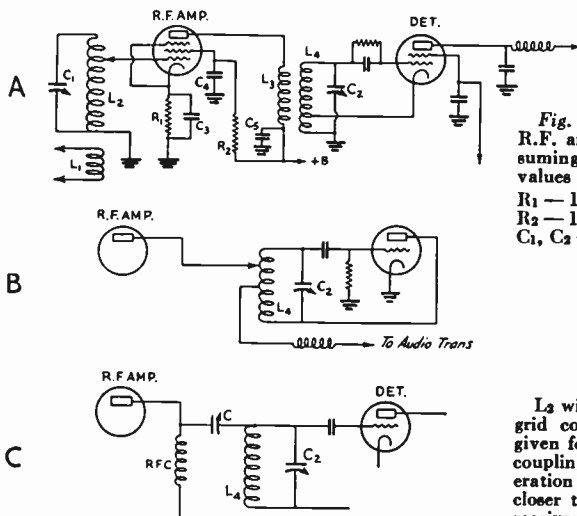 R.F. AMP.
DET.
A
C1
L2
L1
R1
C3
C4
R2
C5
L3
L4
C2
+B
Fig.
R.F. an
suming
values
R1 — 1
R2 — 1
C1, C2
B
R.F. AMP.
L4
C2
To Audio Trans
C
R.F AMP.
DET.
C
RFC
L4
C2
L3 wi
grid co
given fo
couplin
eration
closer t